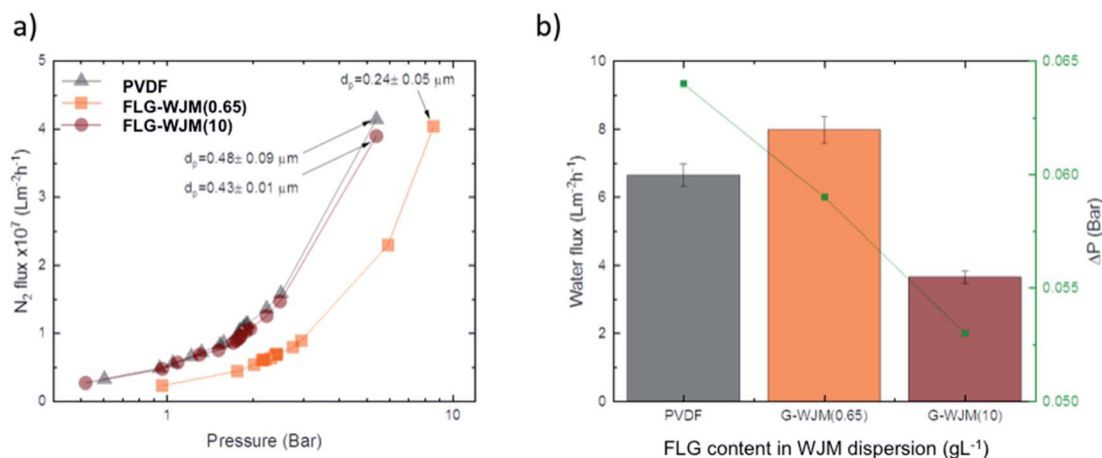 a)
5
4
3
2
1
0
N₂ flux x10⁷ (Lm⁻²h⁻¹)
PVDF
FLG-WJM(0.65)
FLG-WJM(10)
dₚ=0.24± 0.05 μm
dₚ=0.48± 0.09 μm
dₚ=0.43± 0.01 μm
1
10
Pressure (Bar)
b)
10
8
6
4
2
0
Water flux (Lm⁻²h⁻¹)
0.065
0.060
0.055
0.050
ΔP (Bar)
PVDF
G-WJM(0.65)
G-WJM(10)
FLG content in WJM dispersion (gL⁻¹)